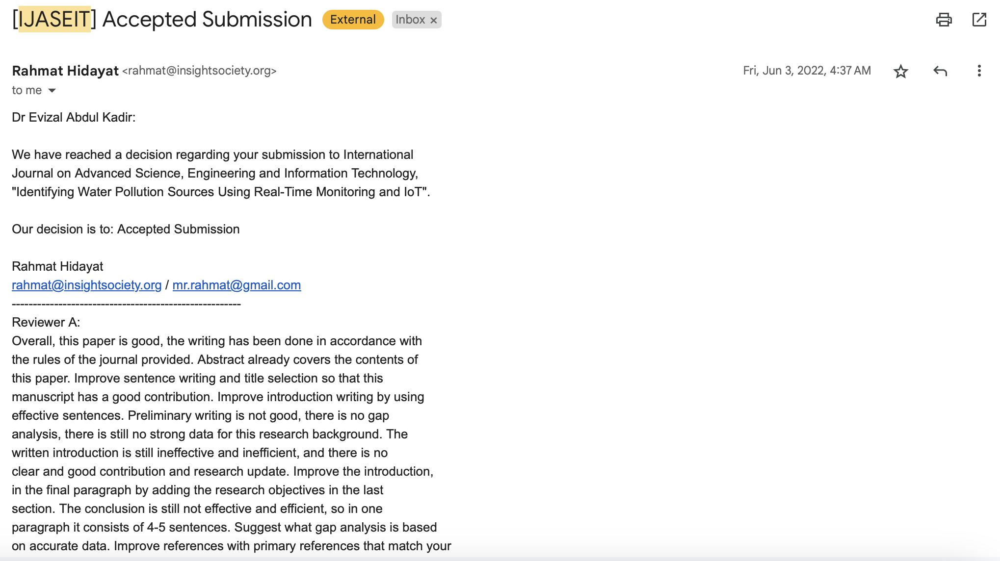 [IJASEIT] Accepted Submission External Inbox ×
Rahmat Hidayat <rahmat@insightsociety.org> Fri, Jun 3, 2022, 4:37 AM
to me
Dr Evizal Abdul Kadir:
We have reached a decision regarding your submission to International
Journal on Advanced Science, Engineering and Information Technology,
"Identifying Water Pollution Sources Using Real-Time Monitoring and IoT".
Our decision is to: Accepted Submission
Rahmat Hidayat
rahmat@insightsociety.org / mr.rahmat@gmail.com
------------------------------------------------------
Reviewer A:
Overall, this paper is good, the writing has been done in accordance with
the rules of the journal provided. Abstract already covers the contents of
this paper. Improve sentence writing and title selection so that this
manuscript has a good contribution. Improve introduction writing by using
effective sentences. Preliminary writing is not good, there is no gap
analysis, there is still no strong data for this research background. The
written introduction is still ineffective and inefficient, and there is no
clear and good contribution and research update. Improve the introduction,
in the final paragraph by adding the research objectives in the last
section. The conclusion is still not effective and efficient, so in one
paragraph it consists of 4-5 sentences. Suggest what gap analysis is based
on accurate data. Improve references with primary references that match your